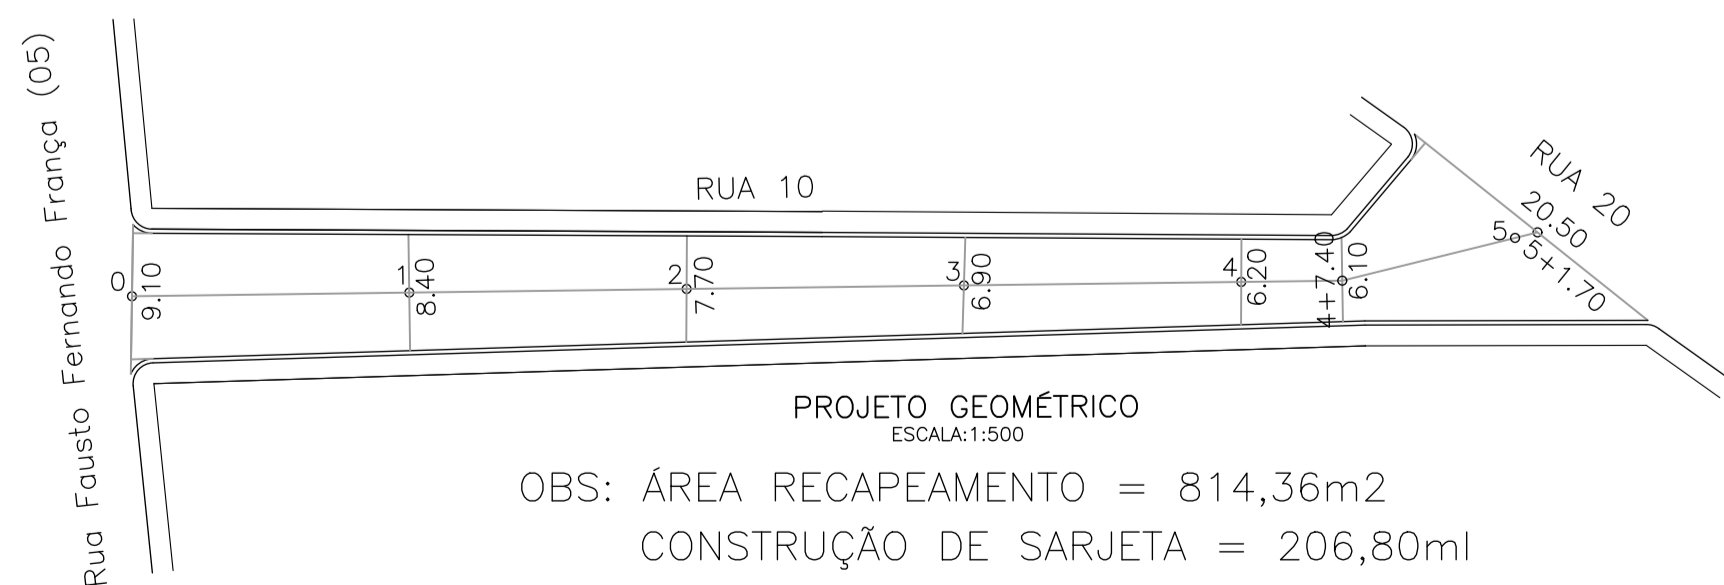 Rua Fausto Fernando França (05)
RUA 10
RUA 20
0
9.10
1
8.40
2
7.70
3
6.90
4
6.20
4+7.40
6.10
5
20.50
5+1.70
PROJETO GEOMÉTRICO
ESCALA:1:500
OBS: ÁREA RECAPEAMENTO = 814,36m2
CONSTRUÇÃO DE SARJETA = 206,80ml